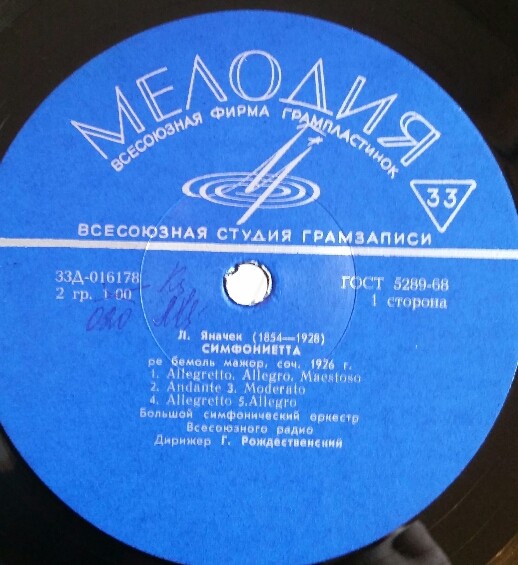 МЕЛОДИЯ
ВСЕСОЮЗНАЯ ФИРМА ГРАМПЛАСТИНОК
33
ВСЕСОЮЗНАЯ СТУДИЯ ГРАМЗАПИСИ
33Д-016178
ГОСТ 5289-68
2 гр. 1-00
1 сторона
Л. Яначек (1854—1928)
СИМФОНИЕТТА
ре бемоль мажор, соч. 1926 г.
1. Allegretto. Allegro. Maestoso
2. Andante 3. Moderato
4. Allegretto 5.Allegro
Большой симфонический оркестр
Всесоюзного радио
Дирижер Г. Рождественский